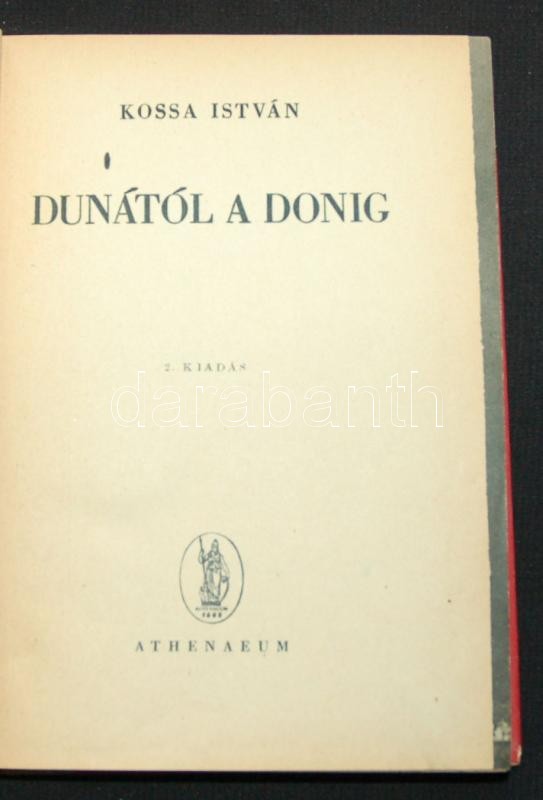 KOSSA ISTVÁN
DUNÁTÓL A DONIG
2. KIADÁS
darabanth
ATHENAEUM